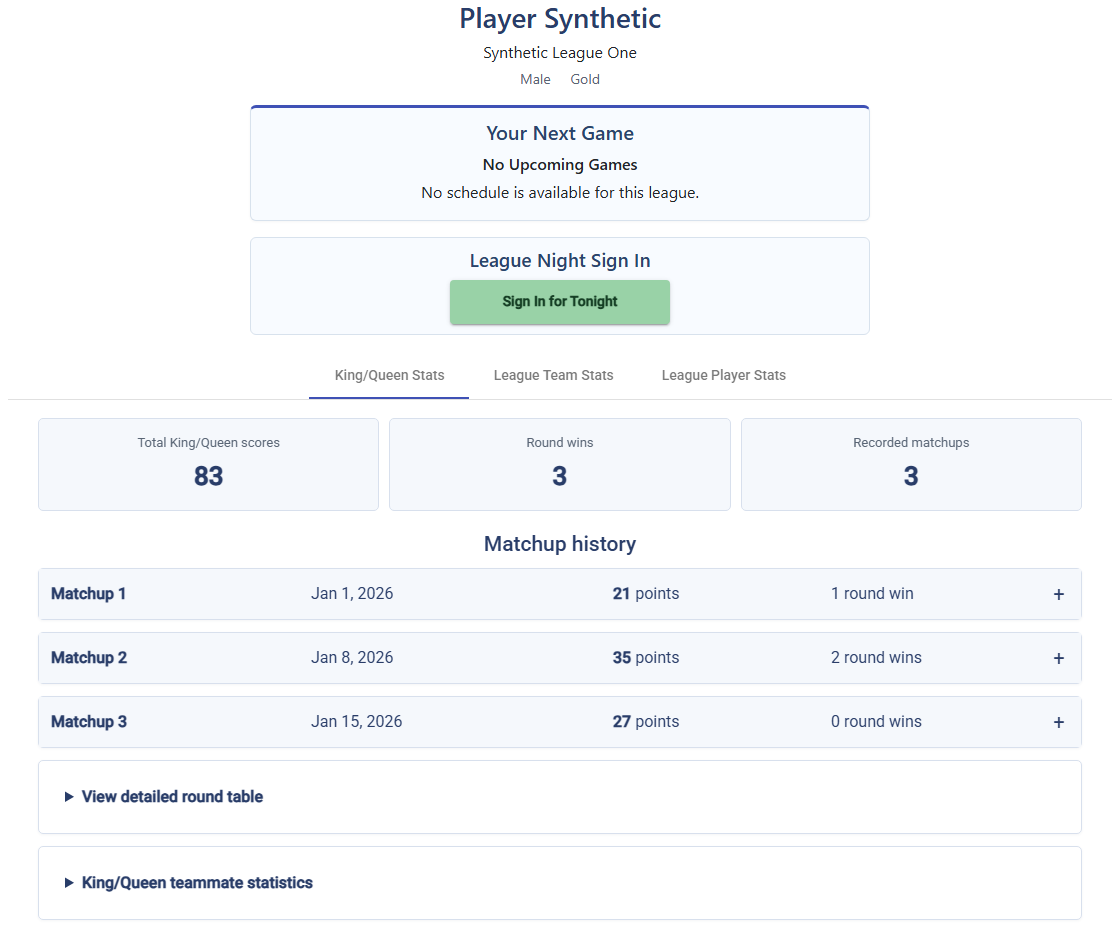 Player Synthetic
Synthetic League One
Male Gold
Your Next Game
No Upcoming Games
No schedule is available for this league.
League Night Sign In
Sign In for Tonight
King/Queen Stats League Team Stats League Player Stats
Total King/Queen scores Round wins Recorded matchups
83 3 3
Matchup history
Matchup 1 Jan 1, 2026 21 points 1 round win +
Matchup 2 Jan 8, 2026 35 points 2 round wins +
Matchup 3 Jan 15, 2026 27 points 0 round wins +
View detailed round table
King/Queen teammate statistics